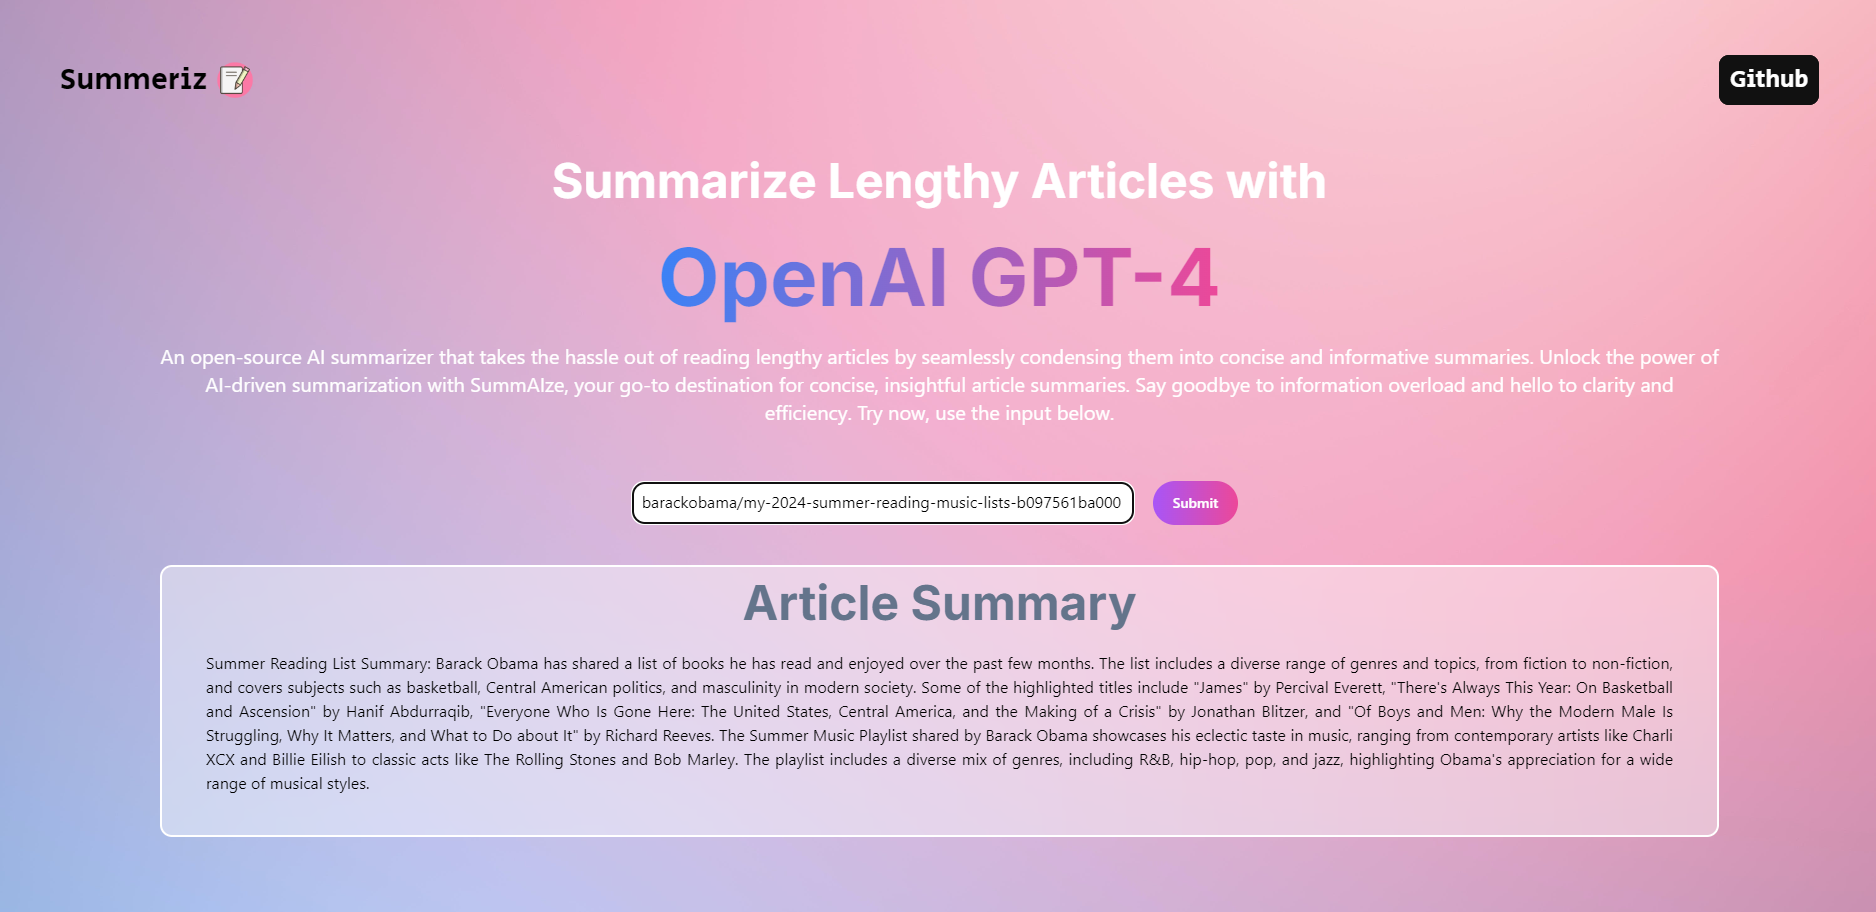 Summeriz
Github
Summarize Lengthy Articles with
OpenAI GPT-4
An open-source AI summarizer that takes the hassle out of reading lengthy articles by seamlessly condensing them into concise and informative summaries. Unlock the power of
AI-driven summarization with SummAIze, your go-to destination for concise, insightful article summaries. Say goodbye to information overload and hello to clarity and
efficiency. Try now, use the input below.
barackobama/my-2024-summer-reading-music-lists-b097561ba000
Submit
Article Summary
Summer Reading List Summary: Barack Obama has shared a list of books he has read and enjoyed over the past few months. The list includes a diverse range of genres and topics, from fiction to non-fiction,
and covers subjects such as basketball, Central American politics, and masculinity in modern society. Some of the highlighted titles include "James" by Percival Everett, "There's Always This Year: On Basketball
and Ascension" by Hanif Abdurraqib, "Everyone Who Is Gone Here: The United States, Central America, and the Making of a Crisis" by Jonathan Blitzer, and "Of Boys and Men: Why the Modern Male Is
Struggling, Why It Matters, and What to Do about It" by Richard Reeves. The Summer Music Playlist shared by Barack Obama showcases his eclectic taste in music, ranging from contemporary artists like Charli
XCX and Billie Eilish to classic acts like The Rolling Stones and Bob Marley. The playlist includes a diverse mix of genres, including R&B, hip-hop, pop, and jazz, highlighting Obama's appreciation for a wide
range of musical styles.